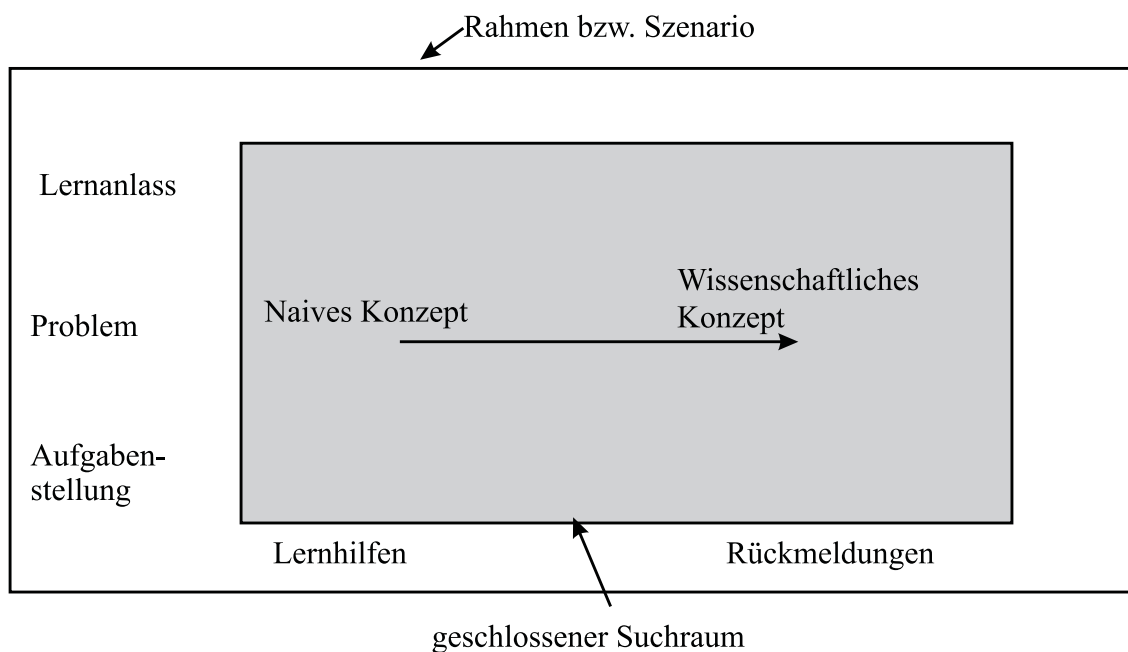 Rahmen bzw. Szenario
Lernanlass
Naives Konzept
Wissenschaftliches
Konzept
Problem
Aufgaben-
stellung
Lernhilfen
Rückmeldungen
geschlossener Suchraum